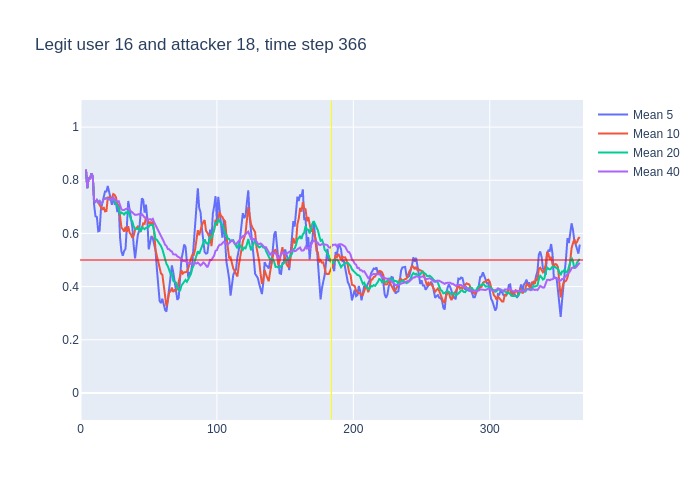 Legit user 16 and attacker 18, time step 366
Mean 5
Mean 10
Mean 20
Mean 40
1
0.8
0.6
0.4
0.2
0
0 100 200 300